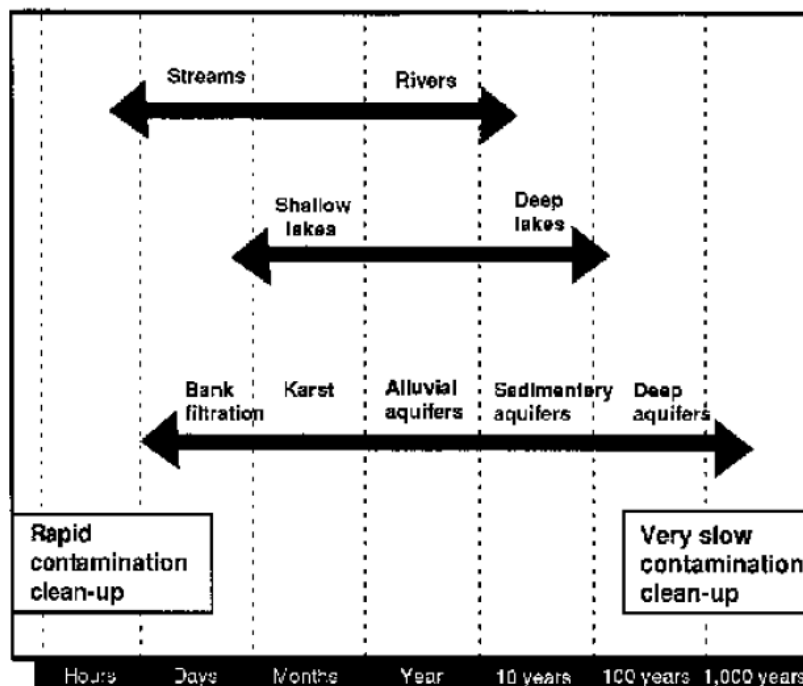 Streams
Rivers
Shallow
lakes
Deep
lakes
Bank
filtration
Karst
Alluvial
aquifers
Sedimentary
aquifers
Deep
aquifers
Rapid
contamination
clean-up
Very slow
contamination
clean-up
Hours Days Months Year 10 years 100 years 1,000 years